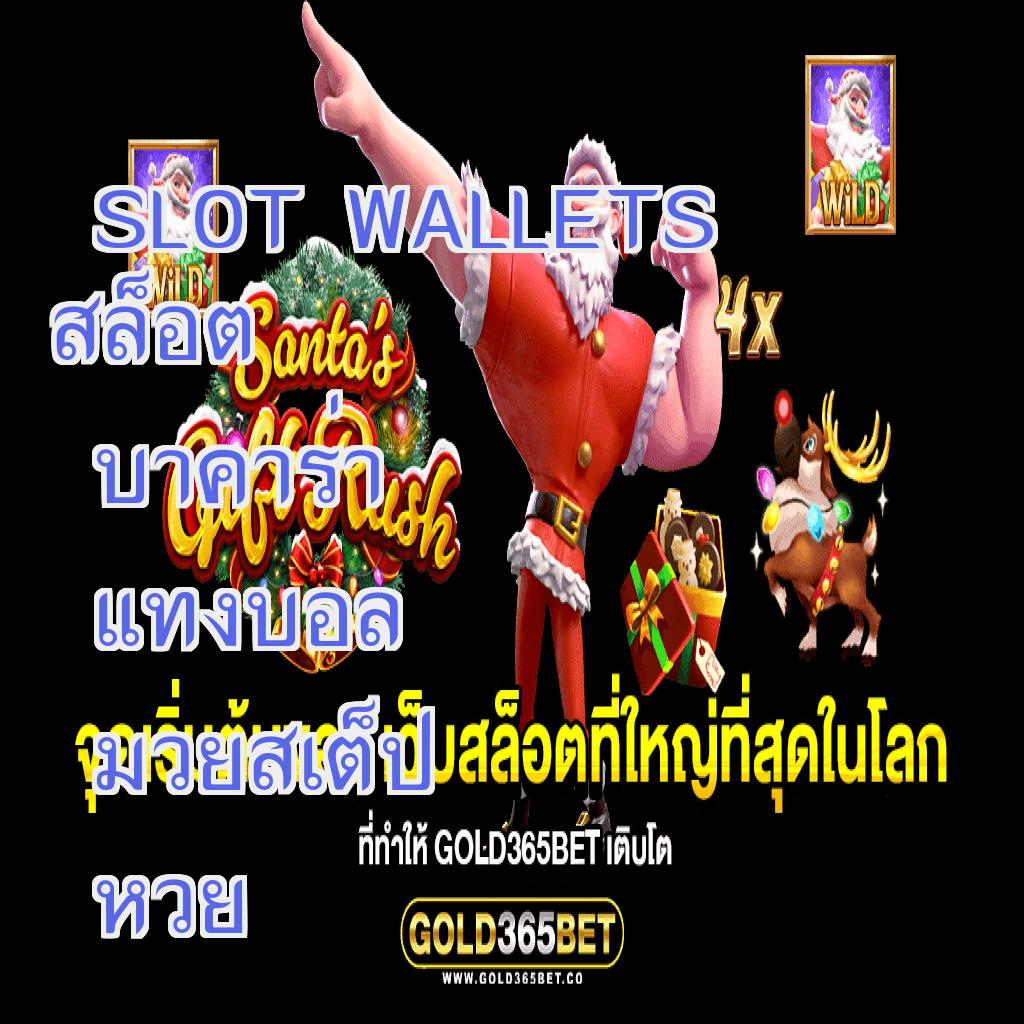 WILD
SLOT WALLETS
WILD
สล็อต
Santa's
4x
บาคาร่า
Gift Rush
แทงบอล
เว็บสล็อตที่ใหญ่ที่สุดในโลก
มวยสเต็ป
ที่ทำให้ GOLD365BET เติบโต
หวย
GOLD365BET
WWW.GOLD365BET.CO